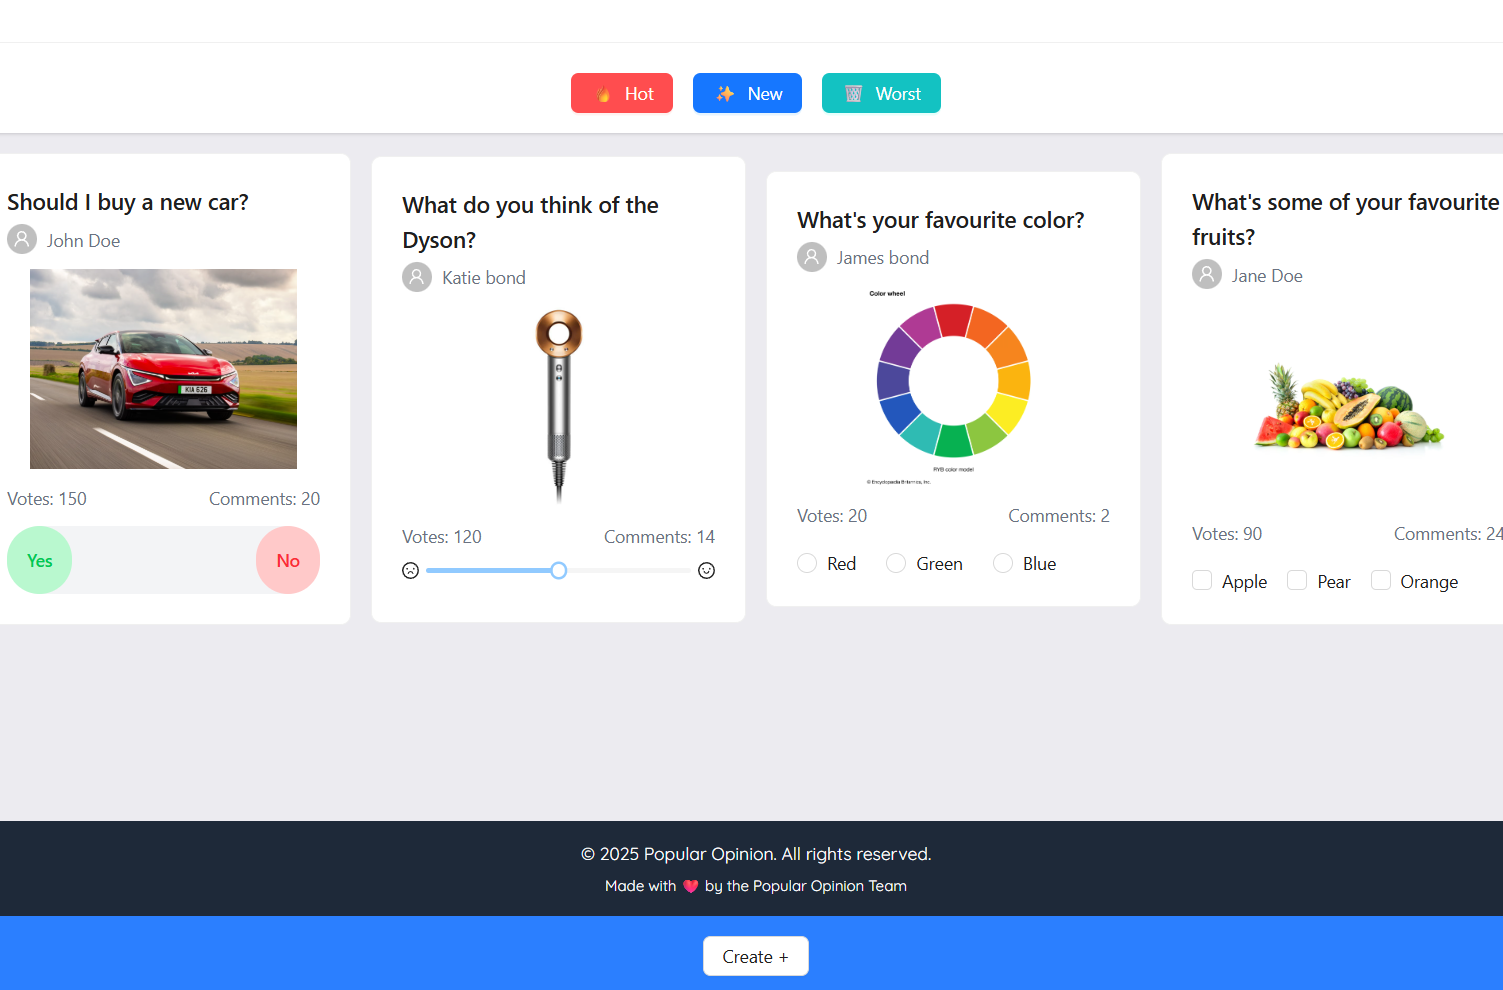 Hot
New
Worst
Should I buy a new car?
John Doe
KIA 626
Votes: 150
Comments: 20
Yes
No
What do you think of the
Dyson?
Katie bond
Votes: 120
Comments: 14
What's your favourite color?
James bond
Color wheel
RYB color model
© Encyclopædia Britannica, Inc.
Votes: 20
Comments: 2
Red
Green
Blue
What's some of your favourite
fruits?
Jane Doe
Votes: 90
Comments: 24
Apple
Pear
Orange
© 2025 Popular Opinion. All rights reserved.
Made with ❤️ by the Popular Opinion Team
Create +